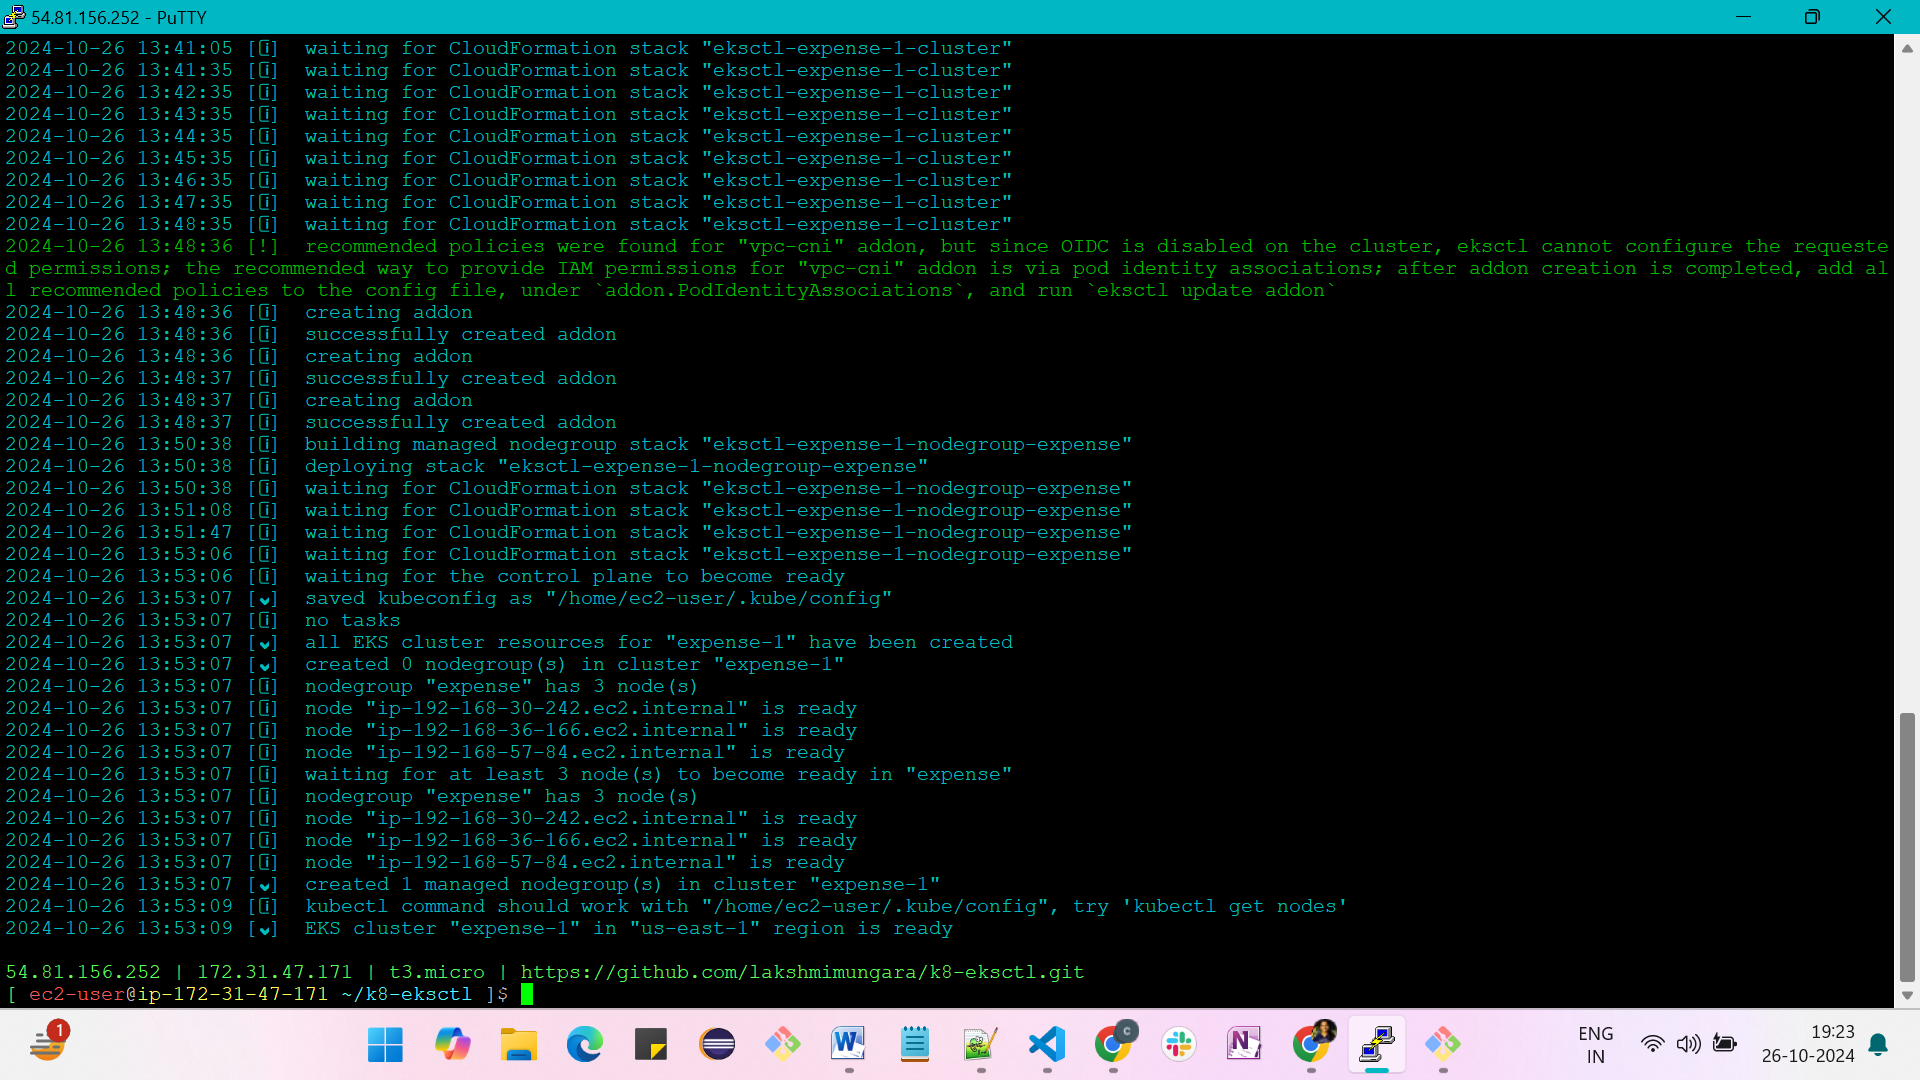 54.81.156.252 - PuTTY
2024-10-26 13:41:05 [i]  waiting for CloudFormation stack "eksctl-expense-1-cluster"
2024-10-26 13:41:35 [i]  waiting for CloudFormation stack "eksctl-expense-1-cluster"
2024-10-26 13:42:35 [i]  waiting for CloudFormation stack "eksctl-expense-1-cluster"
2024-10-26 13:43:35 [i]  waiting for CloudFormation stack "eksctl-expense-1-cluster"
2024-10-26 13:44:35 [i]  waiting for CloudFormation stack "eksctl-expense-1-cluster"
2024-10-26 13:45:35 [i]  waiting for CloudFormation stack "eksctl-expense-1-cluster"
2024-10-26 13:46:35 [i]  waiting for CloudFormation stack "eksctl-expense-1-cluster"
2024-10-26 13:47:35 [i]  waiting for CloudFormation stack "eksctl-expense-1-cluster"
2024-10-26 13:48:35 [i]  waiting for CloudFormation stack "eksctl-expense-1-cluster"
2024-10-26 13:48:36 [!]  recommended policies were found for "vpc-cni" addon, but since OIDC is disabled on the cluster, eksctl cannot configure the requeste
d permissions; the recommended way to provide IAM permissions for "vpc-cni" addon is via pod identity associations; after addon creation is completed, add al
l recommended policies to the config file, under `addon.PodIdentityAssociations`, and run `eksctl update addon`
2024-10-26 13:48:36 [i]  creating addon
2024-10-26 13:48:36 [i]  successfully created addon
2024-10-26 13:48:36 [i]  creating addon
2024-10-26 13:48:37 [i]  successfully created addon
2024-10-26 13:48:37 [i]  creating addon
2024-10-26 13:48:37 [i]  successfully created addon
2024-10-26 13:50:38 [i]  building managed nodegroup stack "eksctl-expense-1-nodegroup-expense"
2024-10-26 13:50:38 [i]  deploying stack "eksctl-expense-1-nodegroup-expense"
2024-10-26 13:50:38 [i]  waiting for CloudFormation stack "eksctl-expense-1-nodegroup-expense"
2024-10-26 13:51:08 [i]  waiting for CloudFormation stack "eksctl-expense-1-nodegroup-expense"
2024-10-26 13:51:47 [i]  waiting for CloudFormation stack "eksctl-expense-1-nodegroup-expense"
2024-10-26 13:53:06 [i]  waiting for CloudFormation stack "eksctl-expense-1-nodegroup-expense"
2024-10-26 13:53:06 [i]  waiting for the control plane to become ready
2024-10-26 13:53:07 [✔]  saved kubeconfig as "/home/ec2-user/.kube/config"
2024-10-26 13:53:07 [i]  no tasks
2024-10-26 13:53:07 [✔]  all EKS cluster resources for "expense-1" have been created
2024-10-26 13:53:07 [✔]  created 0 nodegroup(s) in cluster "expense-1"
2024-10-26 13:53:07 [i]  nodegroup "expense" has 3 node(s)
2024-10-26 13:53:07 [i]  node "ip-192-168-30-242.ec2.internal" is ready
2024-10-26 13:53:07 [i]  node "ip-192-168-36-166.ec2.internal" is ready
2024-10-26 13:53:07 [i]  node "ip-192-168-57-84.ec2.internal" is ready
2024-10-26 13:53:07 [i]  waiting for at least 3 node(s) to become ready in "expense"
2024-10-26 13:53:07 [i]  nodegroup "expense" has 3 node(s)
2024-10-26 13:53:07 [i]  node "ip-192-168-30-242.ec2.internal" is ready
2024-10-26 13:53:07 [i]  node "ip-192-168-36-166.ec2.internal" is ready
2024-10-26 13:53:07 [i]  node "ip-192-168-57-84.ec2.internal" is ready
2024-10-26 13:53:07 [✔]  created 1 managed nodegroup(s) in cluster "expense-1"
2024-10-26 13:53:09 [i]  kubectl command should work with "/home/ec2-user/.kube/config", try 'kubectl get nodes'
2024-10-26 13:53:09 [✔]  EKS cluster "expense-1" in "us-east-1" region is ready
54.81.156.252 | 172.31.47.171 | t3.micro | https://github.com/lakshmimungara/k8-eksctl.git
[ ec2-user@ip-172-31-47-171 ~/k8-eksctl ]$
1
W
C
N
ENG
IN
19:23
26-10-2024